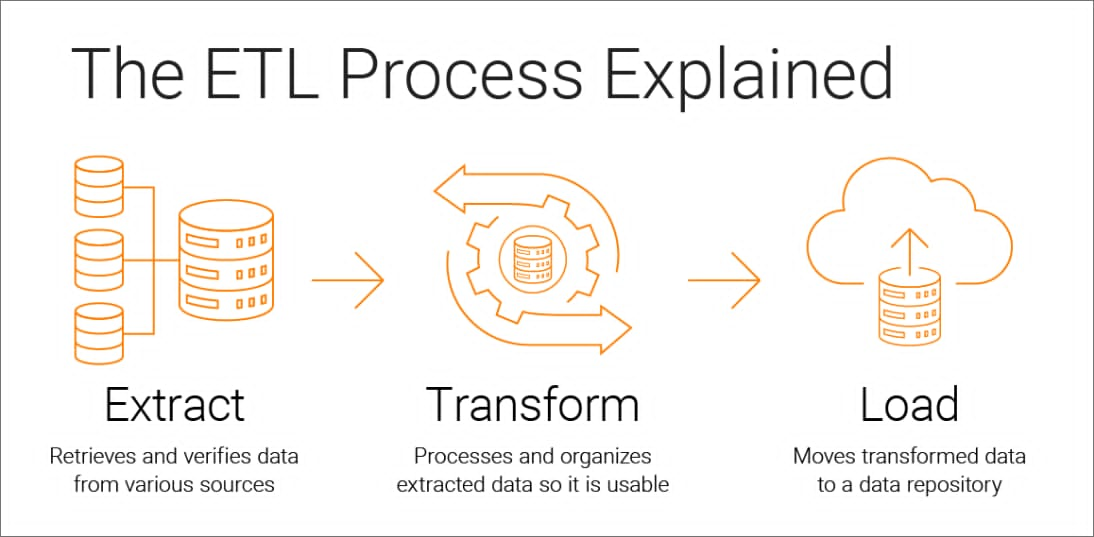 The ETL Process Explained
Extract
Retrieves and verifies data
from various sources
Transform
Processes and organizes
extracted data so it is usable
Load
Moves transformed data
to a data repository